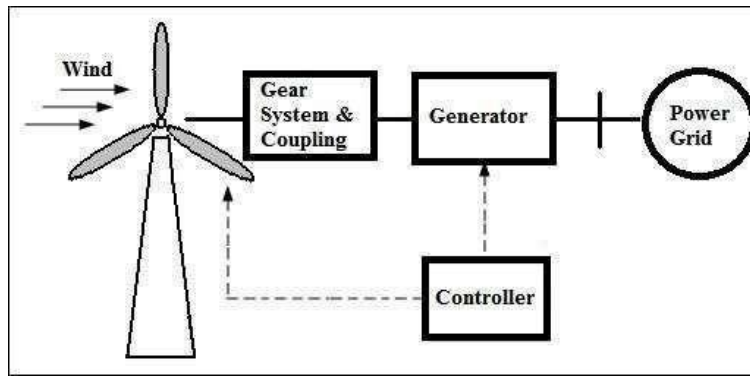 Wind
Gear
System &
Coupling
Generator
Power
Grid
Controller